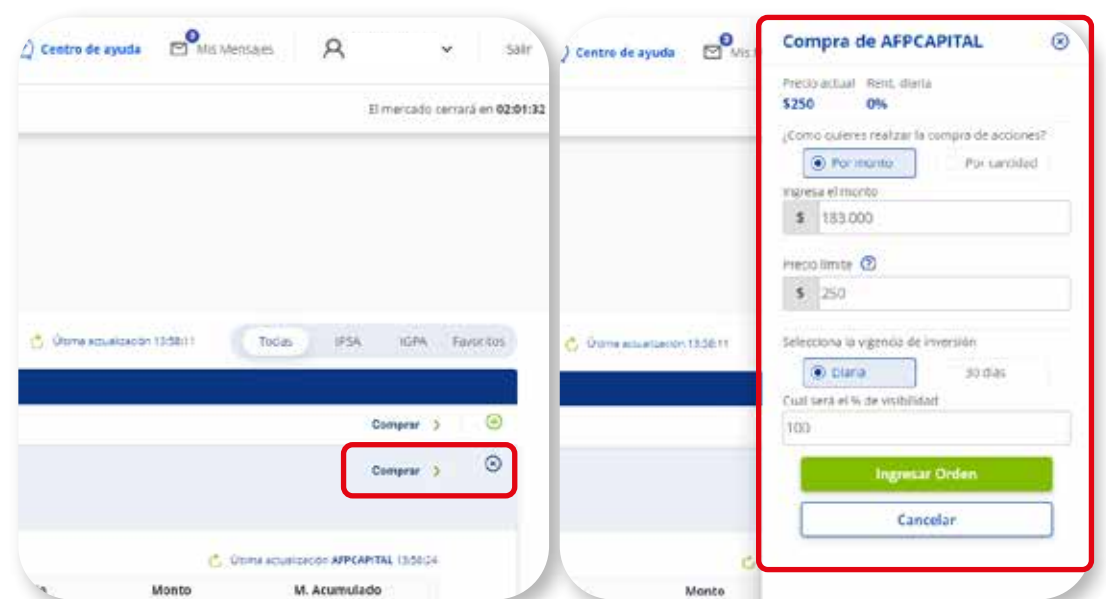 Centro de ayuda
3
Mis Mensajes
Salir
El mercado cerrará en 02:01:32
Última actualización 13:58:11
Todas
IPSA
IGPA
Favoritos
Comprar >
Comprar >
Última actualización AFPCAPITAL 13:58:24
Monto
M. Acumulado
Centro de ayuda
3
Mis
Última actualización 13:58:11
Monto
Compra de AFPCAPITAL
Precio actual Rent. diaria
$250 0%
¿Como quieres realizar la compra de acciones?
Por monto
Por cantidad
Ingresa el monto
$ 183.000
Precio límite ?
$ 250
Selecciona la vigencia de inversión
Diaria
30 días
Cual será el % de visibilidad
100
Ingresar Orden
Cancelar